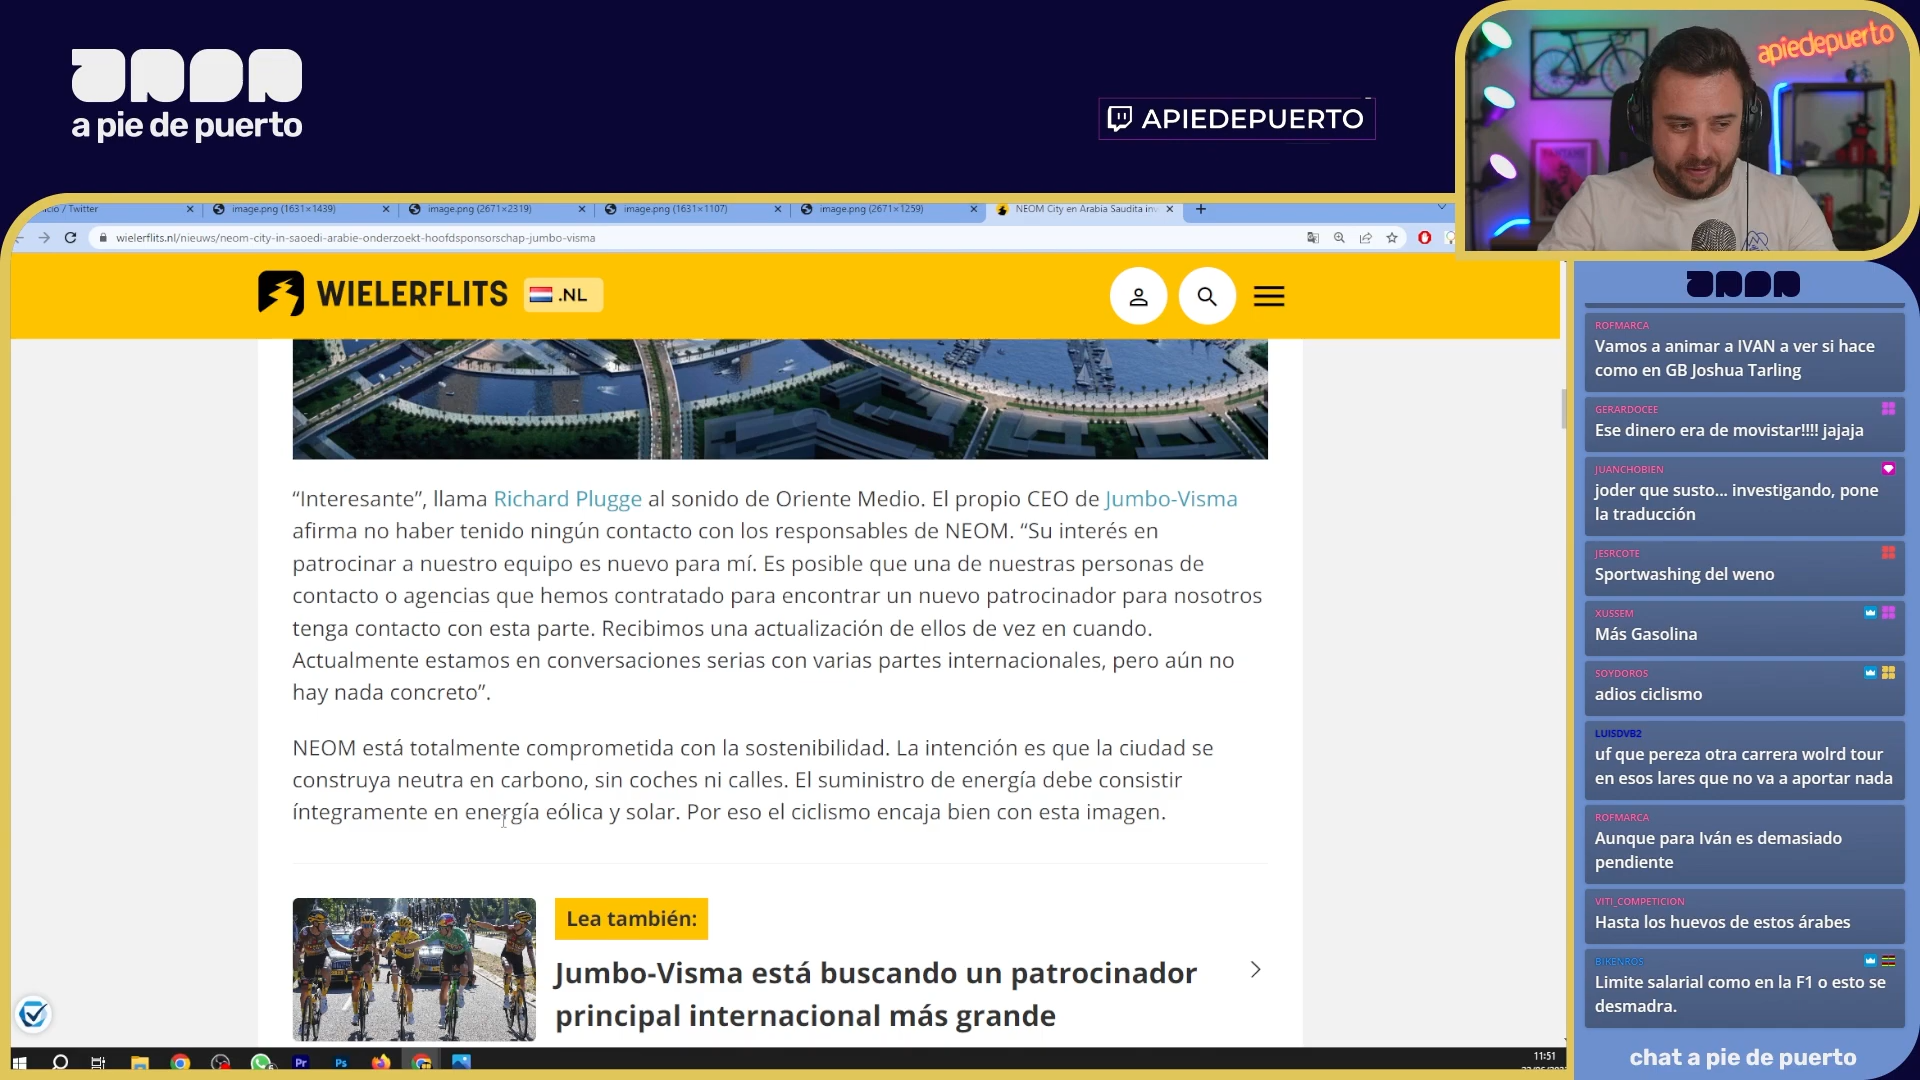 a pie de puerto
APIEDEPUERTO
apiedepuerto
/ Twitter
image.png (1631×1439)
image.png (2671×2319)
image.png (1631×1107)
image.png (2671×1259)
NEOM City en Arabia Saudita inv
wielerflits.nl/nieuws/neom-city-in-saoedi-arabie-onderzoekt-hoofdsponsorschap-jumbo-visma
WIELERFLITS
.NL
“Interesante”, llama Richard Plugge al sonido de Oriente Medio. El propio CEO de Jumbo-Visma
afirma no haber tenido ningún contacto con los responsables de NEOM. “Su interés en
patrocinar a nuestro equipo es nuevo para mí. Es posible que una de nuestras personas de
contacto o agencias que hemos contratado para encontrar un nuevo patrocinador para nosotros
tenga contacto con esta parte. Recibimos una actualización de ellos de vez en cuando.
Actualmente estamos en conversaciones serias con varias partes internacionales, pero aún no
hay nada concreto”.
NEOM está totalmente comprometida con la sostenibilidad. La intención es que la ciudad se
construya neutra en carbono, sin coches ni calles. El suministro de energía debe consistir
íntegramente en energía eólica y solar. Por eso el ciclismo encaja bien con esta imagen.
Lea también:
Jumbo-Visma está buscando un patrocinador
principal internacional más grande
Pr
Ps
11:51
ROFMARCA
Vamos a animar a IVAN a ver si hace
como en GB Joshua Tarling
GERARDOCEE
Ese dinero era de movistar!!!! jajaja
JUANCHOBIEN
joder que susto... investigando, pone
la traducción
JESRCOTE
Sportwashing del weno
XUSSEM
Más Gasolina
SOYDOROS
adios ciclismo
LUISDVB2
uf que pereza otra carrera wolrd tour
en esos lares que no va a aportar nada
ROFMARCA
Aunque para Iván es demasiado
pendiente
VITI_COMPETICION
Hasta los huevos de estos árabes
BIKENROS
Limite salarial como en la F1 o esto se
desmadra.
chat a pie de puerto